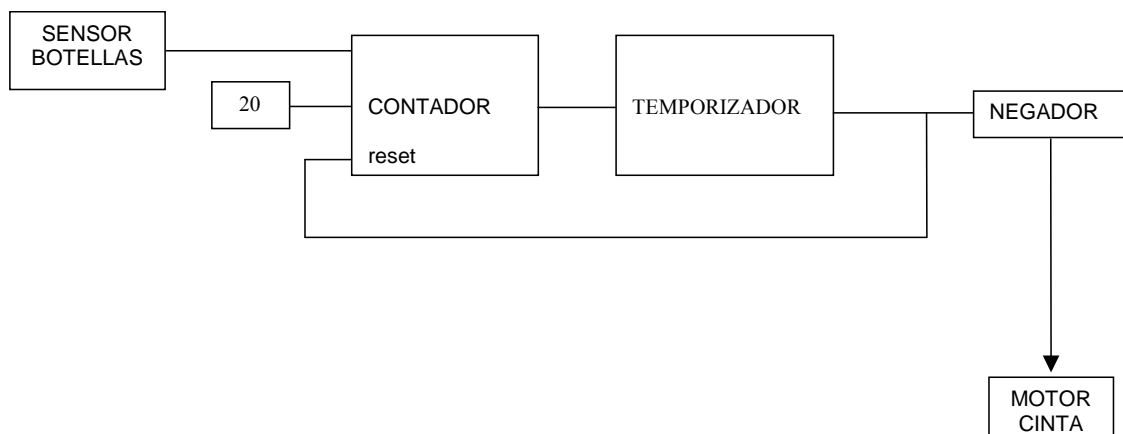 SENSOR
BOTELLAS
20
CONTADOR
reset
TEMPORIZADOR
NEGADOR
MOTOR
CINTA